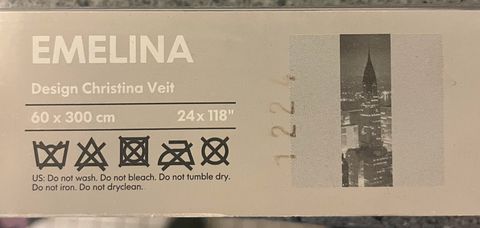 EMELINA
Design Christina Veit
60 x 300 cm 24 x 118"
US: Do not wash. Do not bleach. Do not tumble dry.
Do not iron. Do not dryclean.
1224